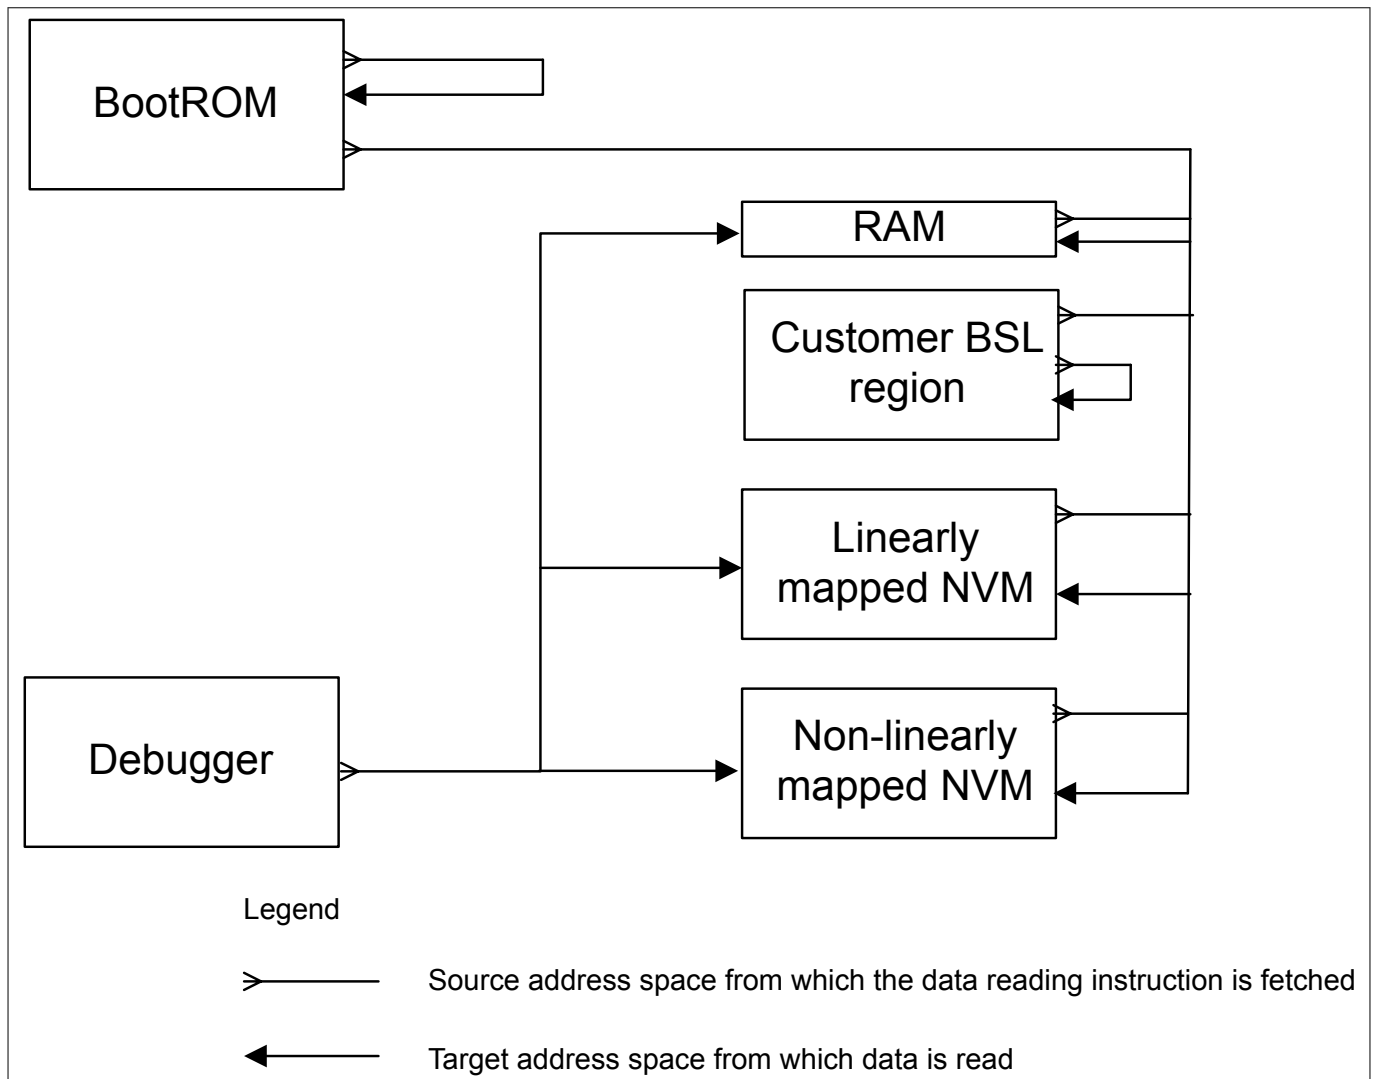 BootROM
RAM
Customer BSL
region
Linearly
mapped NVM
Debugger
Non-linearly
mapped NVM
Legend
Source address space from which the data reading instruction is fetched
Target address space from which data is read